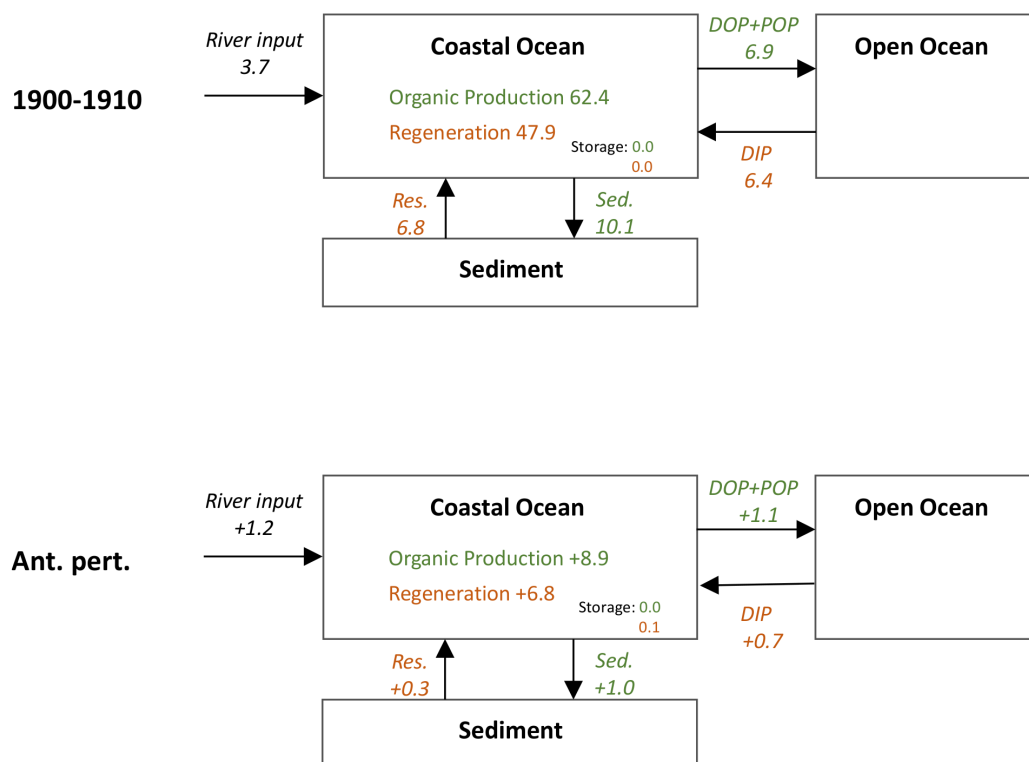 River input
3.7
1900-1910
Coastal Ocean
Organic Production 62.4
Regeneration 47.9
Storage: 0.0
0.0
DOP+POP
6.9
Open Ocean
DIP
6.4
Res.
6.8
Sed.
10.1
Sediment
River input
+1.2
Ant. pert.
Coastal Ocean
Organic Production +8.9
Regeneration +6.8
Storage: 0.0
0.1
DOP+POP
+1.1
Open Ocean
DIP
+0.7
Res.
+0.3
Sed.
+1.0
Sediment